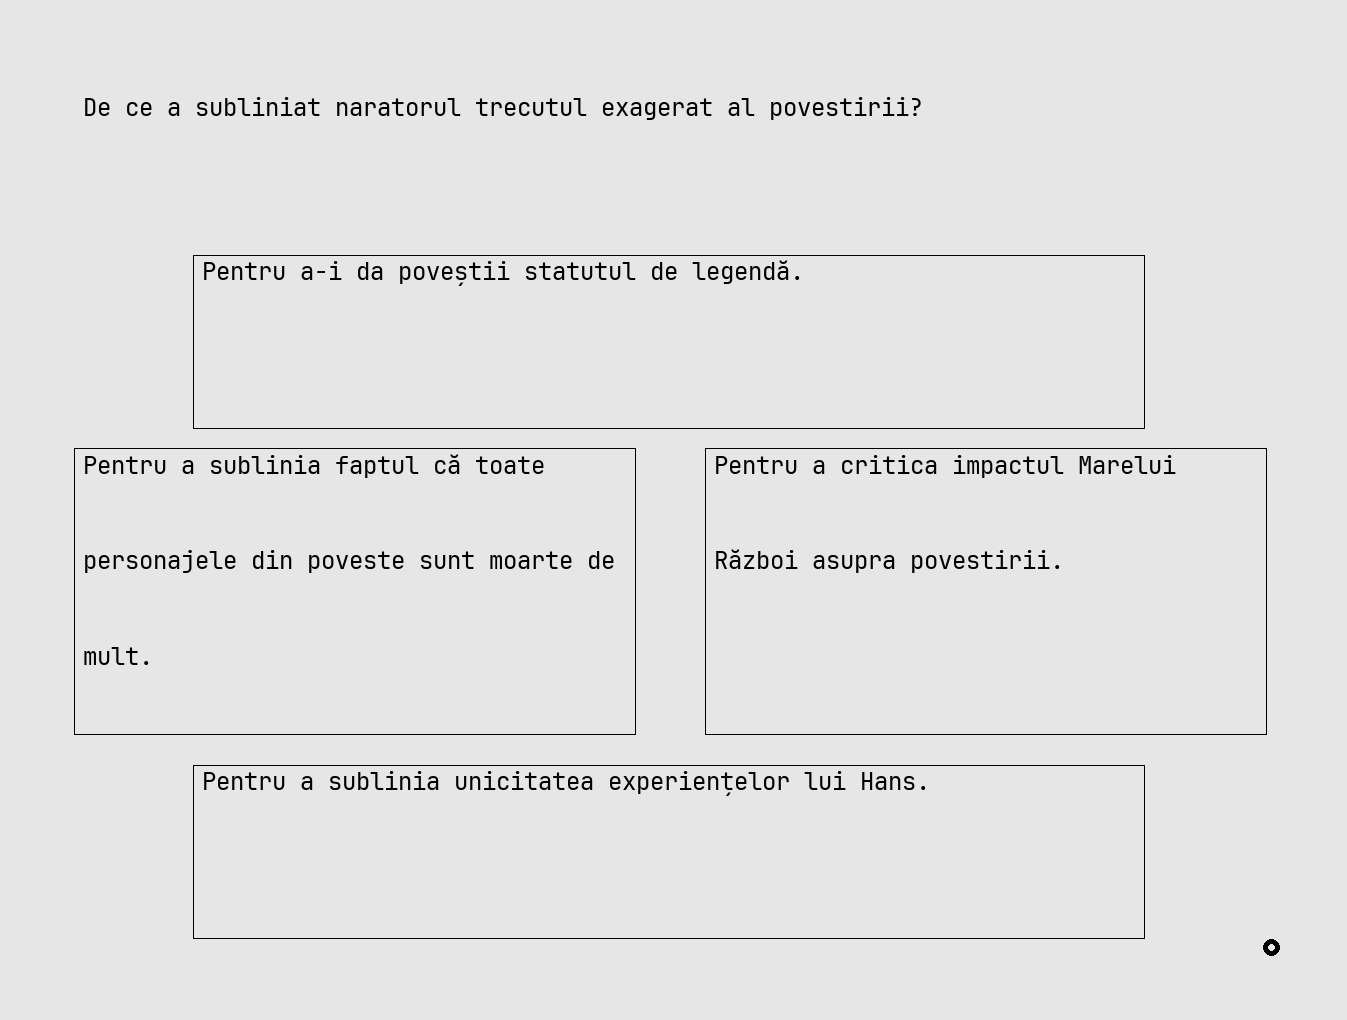 De ce a subliniat naratorul trecutul exagerat al povestirii?
Pentru a-i da poveștii statutul de legendă.
Pentru a sublinia faptul că toate
personajele din poveste sunt moarte de
mult.
Pentru a critica impactul Marelui
Război asupra povestirii.
Pentru a sublinia unicitatea experiențelor lui Hans.